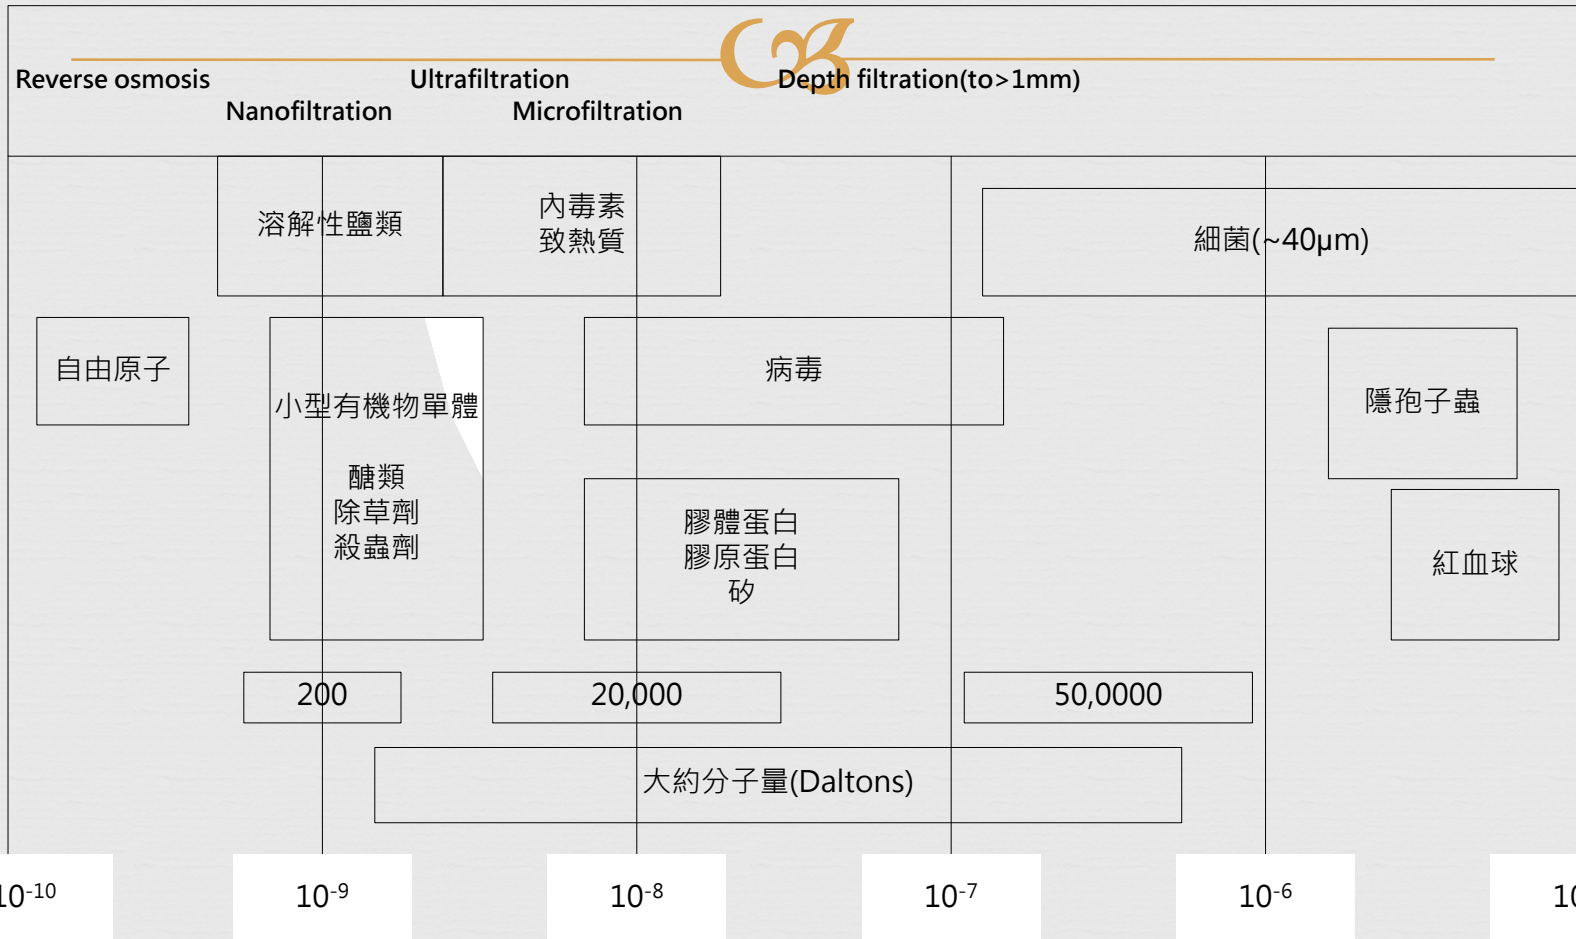 Reverse osmosis
Ultrafiltration
Depth filtration(to>1mm)
Nanofiltration
Microfiltration
溶解性鹽類
內毒素
致熱質
細菌(~40μm)
自由原子
小型有機物單體
醣類
除草劑
殺蟲劑
病毒
隱孢子蟲
膠體蛋白
膠原蛋白
矽
紅血球
200
20,000
50,0000
大約分子量(Daltons)
10⁻¹⁰
10⁻⁹
10⁻⁸
10⁻⁷
10⁻⁶